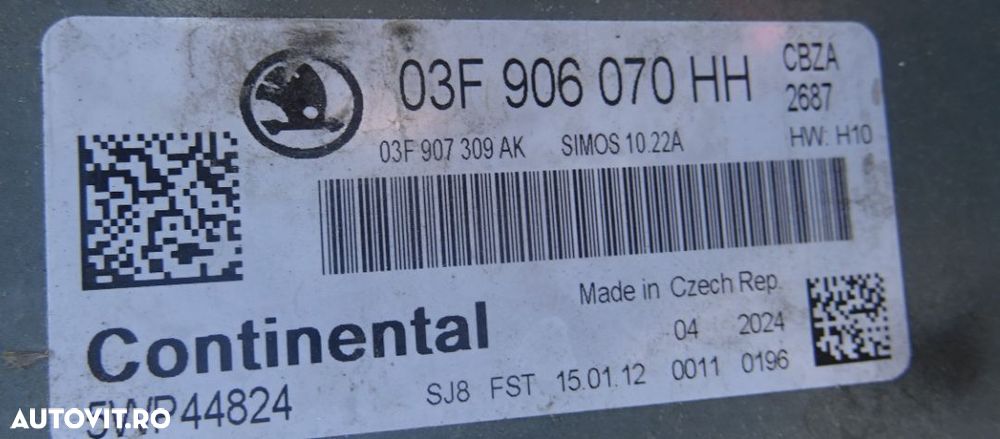 03F 906 070 HH
CBZA
2687
03F 907 309 AK SIMOS 10.22A
HW: H10
Made in Czech Rep.
04 2024
Continental
5WP44824
SJ8 FST 15.01.12 0011 0196
AUTOVIT.RO